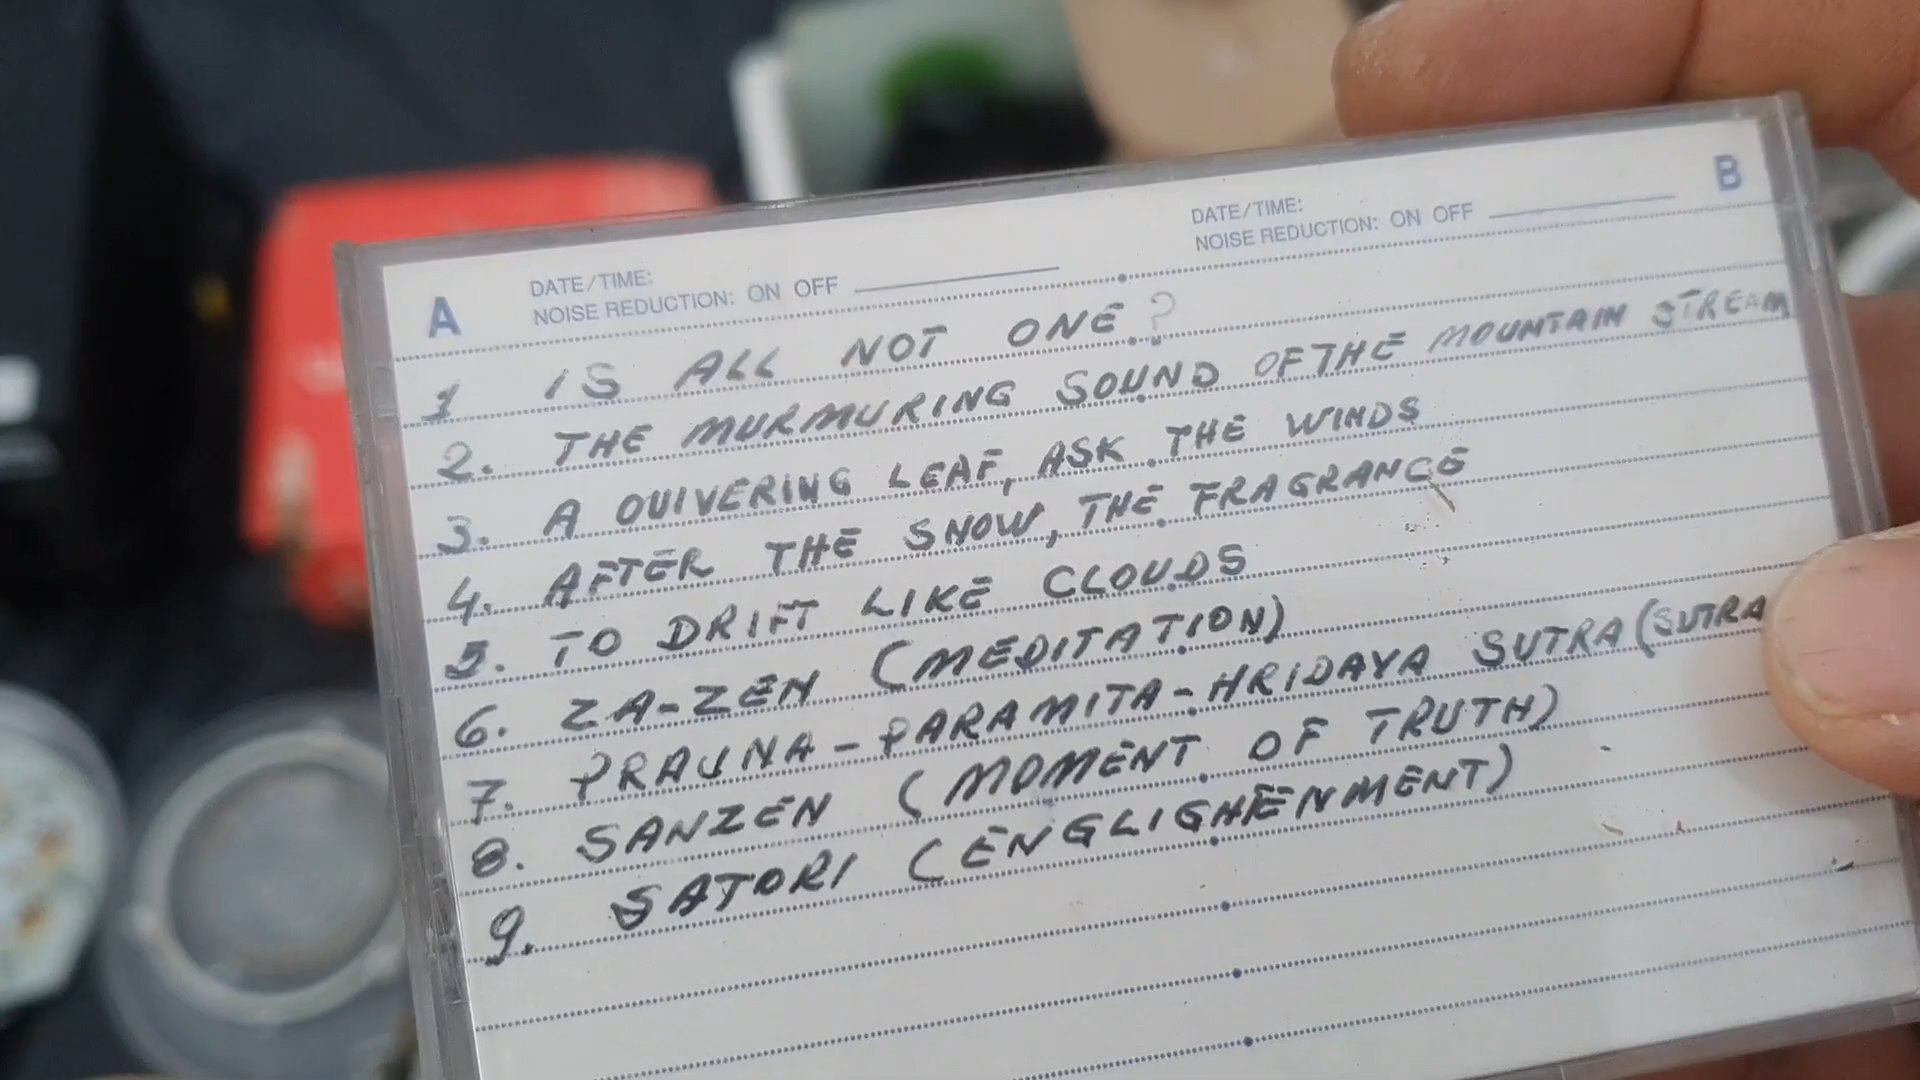 A
DATE/TIME:
NOISE REDUCTION: ON OFF
DATE/TIME:
NOISE REDUCTION: ON OFF
B
1 IS ALL NOT ONE?
2. THE MURMURING SOUND OF THE MOUNTAIN STREAM
3. A QUIVERING LEAF, ASK THE WINDS
4. AFTER THE SNOW, THE FRAGRANCE
5. TO DRIFT LIKE CLOUDS
6. ZA-ZEN (MEDITATION)
7. PRAJNA-PARAMITA-HRIDAYA SUTRA (SUTRA
8. SANZEN (MOMENT OF TRUTH)
9. SATORI (ENGLIGHENMENT)